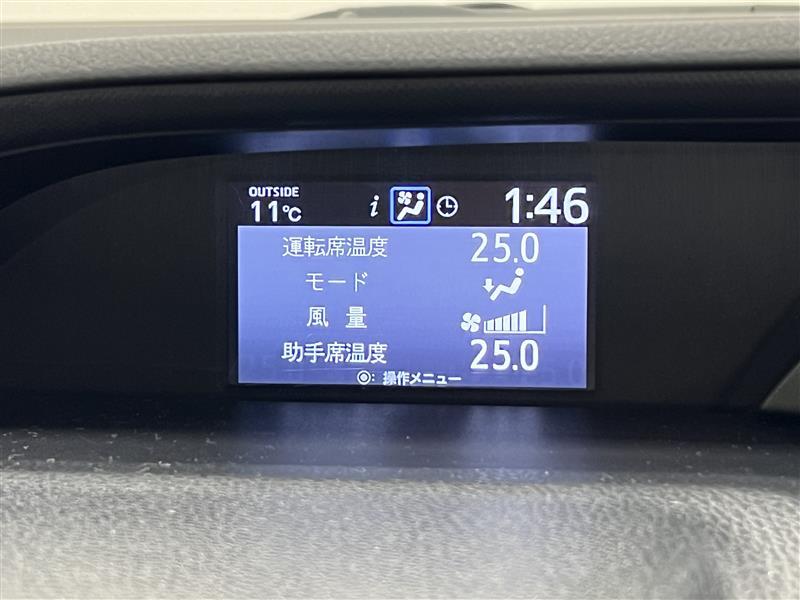 OUTSIDE
11℃ i 1:46
運転席温度 25.0
モード
風量
助手席温度 25.0
◎: 操作メニュー